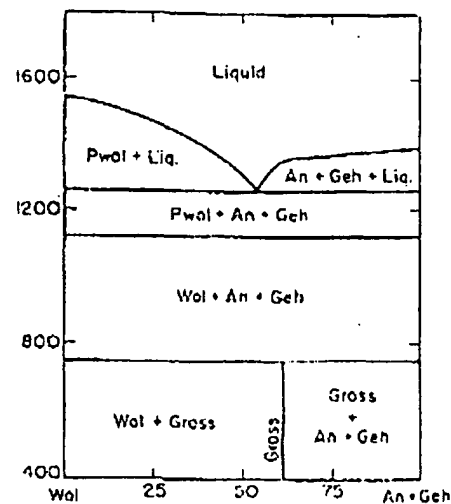 1600
Liquid
Pwol + Liq.
An + Geh + Liq.
1200
Pwol + An + Geh
Wol + An + Geh
800
Wol + Gross
Gross
Gross
+
An + Geh
400
Wol 25 50 75 An + Geh